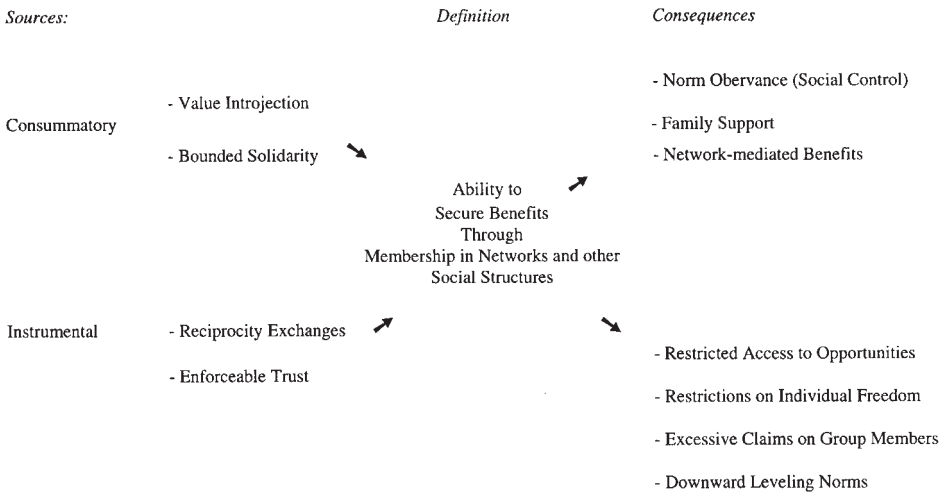 Sources:
Definition
Consequences
Consummatory
- Value Introjection
- Bounded Solidarity
Ability to
Secure Benefits
Through
Membership in Networks and other
Social Structures
- Norm Obervance (Social Control)
- Family Support
- Network-mediated Benefits
Instrumental
- Reciprocity Exchanges
- Enforceable Trust
- Restricted Access to Opportunities
- Restrictions on Individual Freedom
- Excessive Claims on Group Members
- Downward Leveling Norms